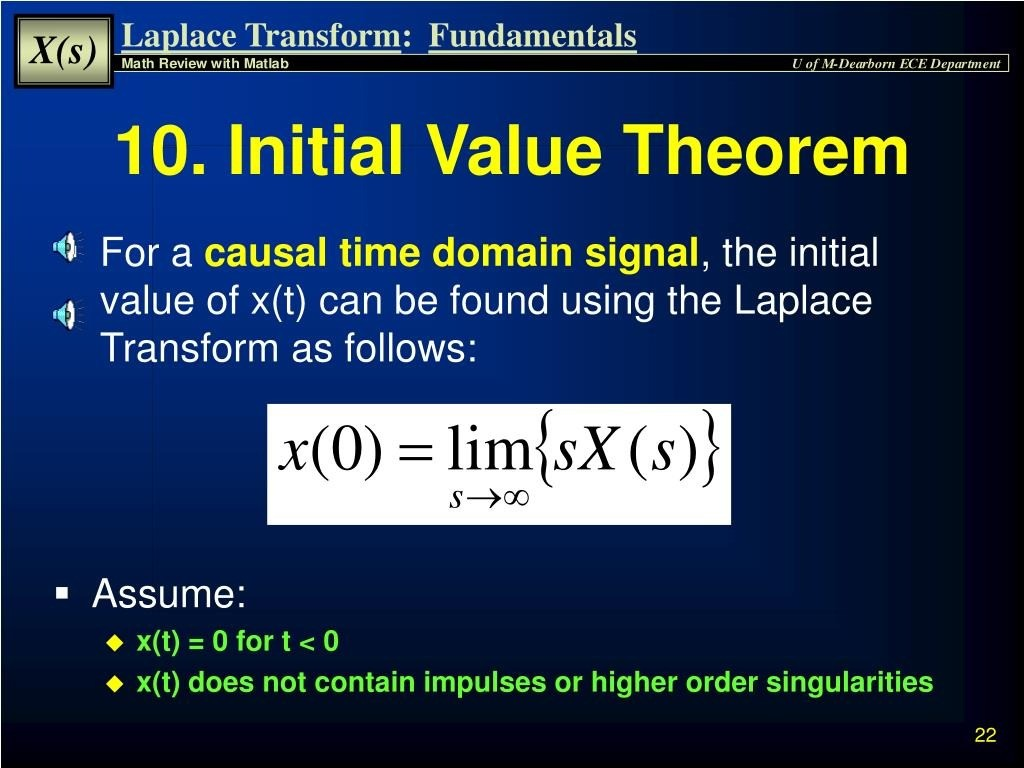 X(s)
Laplace Transform: Fundamentals
Math Review with Matlab
U of M-Dearborn ECE Department
10. Initial Value Theorem
For a causal time domain signal, the initial
value of x(t) can be found using the Laplace
Transform as follows:
x(0) = lim{sX(s)}
s→∞
▪ Assume:
◆ x(t) = 0 for t < 0
◆ x(t) does not contain impulses or higher order singularities
22